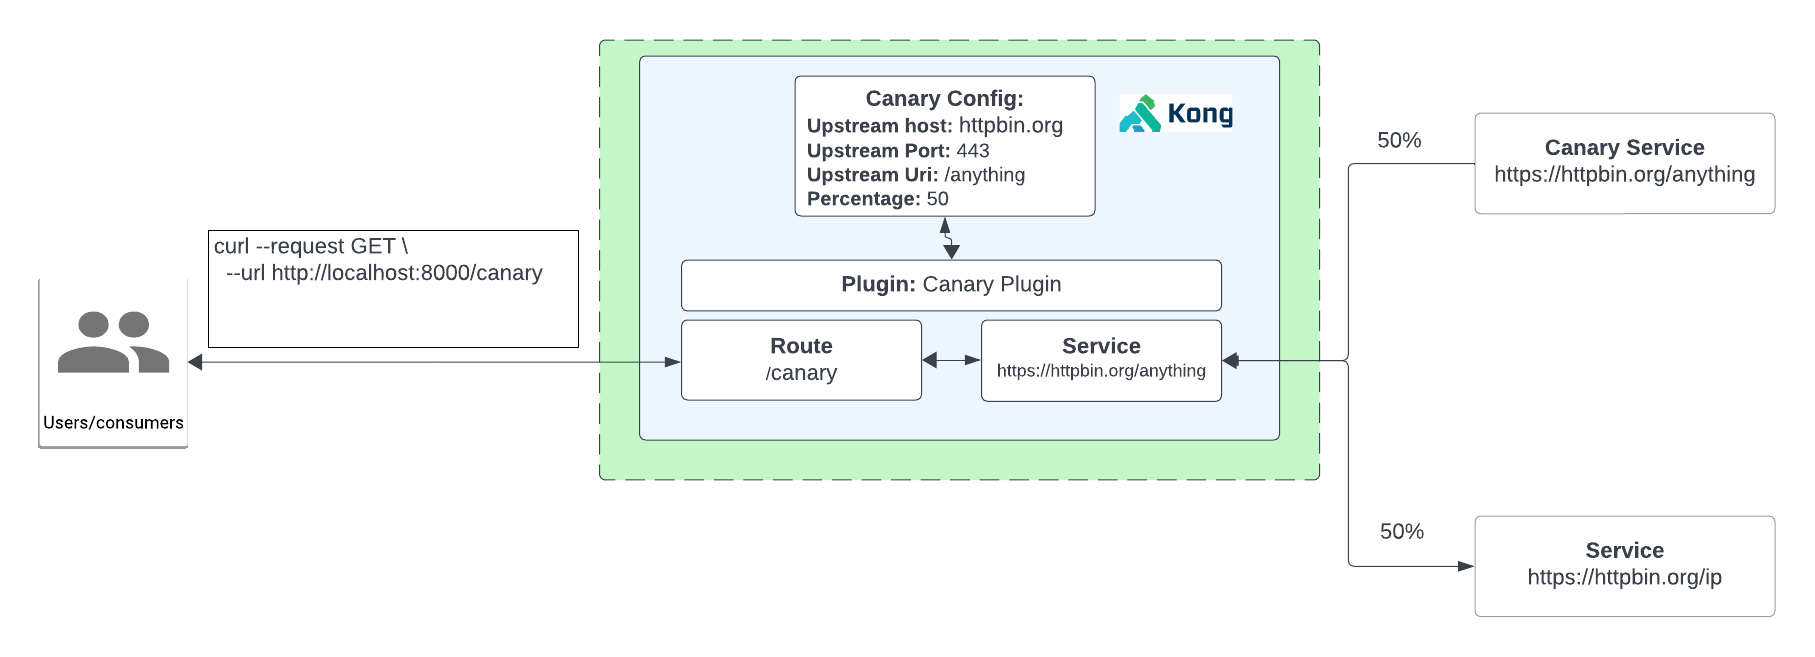 Canary Config:
Upstream host: httpbin.org
Upstream Port: 443
Upstream Uri: /anything
Percentage: 50
Kong
50%
Canary Service
https://httpbin.org/anything
curl --request GET \
--url http://localhost:8000/canary
Plugin: Canary Plugin
Users/consumers
Route
/canary
Service
https://httpbin.org/anything
50%
Service
https://httpbin.org/ip